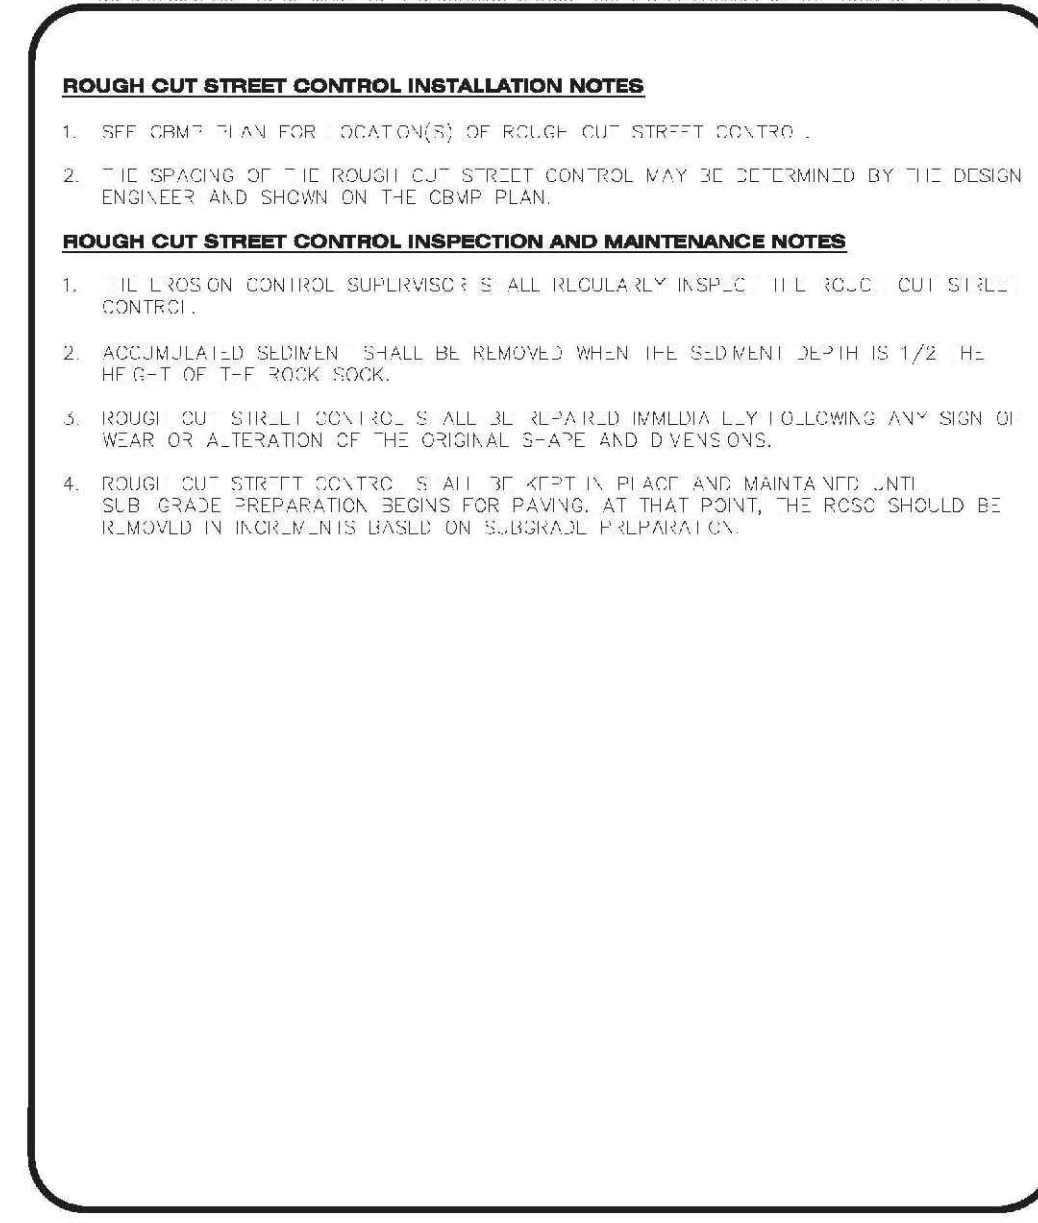 ROUGH CUT STREET CONTROL INSTALLATION NOTES
1. SEE CBMP PLAN FOR LOCATION(S) OF ROUGH CUT STREET CONTROL.
2. THE SPACING OF THE ROUGH CUT STREET CONTROL MAY BE DETERMINED BY THE DESIGN
ENGINEER AND SHOWN ON THE CBMP PLAN.
ROUGH CUT STREET CONTROL INSPECTION AND MAINTENANCE NOTES
1. THE EROSION CONTROL SUPERVISOR SHALL REGULARLY INSPECT THE ROUGH CUT STREET
CONTROL.
2. ACCUMULATED SEDIMENT SHALL BE REMOVED WHEN THE SEDIMENT DEPTH IS 1/2 THE
HEIGHT OF THE ROCK SOCK.
3. ROUGH CUT STREET CONTROL SHALL BE REPAIRED IMMEDIATELY FOLLOWING ANY SIGN OF
WEAR OR ALTERATION OF THE ORIGINAL SHAPE AND DIMENSIONS.
4. ROUGH CUT STREET CONTROL SHALL BE KEPT IN PLACE AND MAINTAINED UNTIL
SUB GRADE PREPARATION BEGINS FOR PAVING. AT THAT POINT, THE RCSC SHOULD BE
REMOVED IN INCREMENTS BASED ON SUBGRADE PREPARATION.